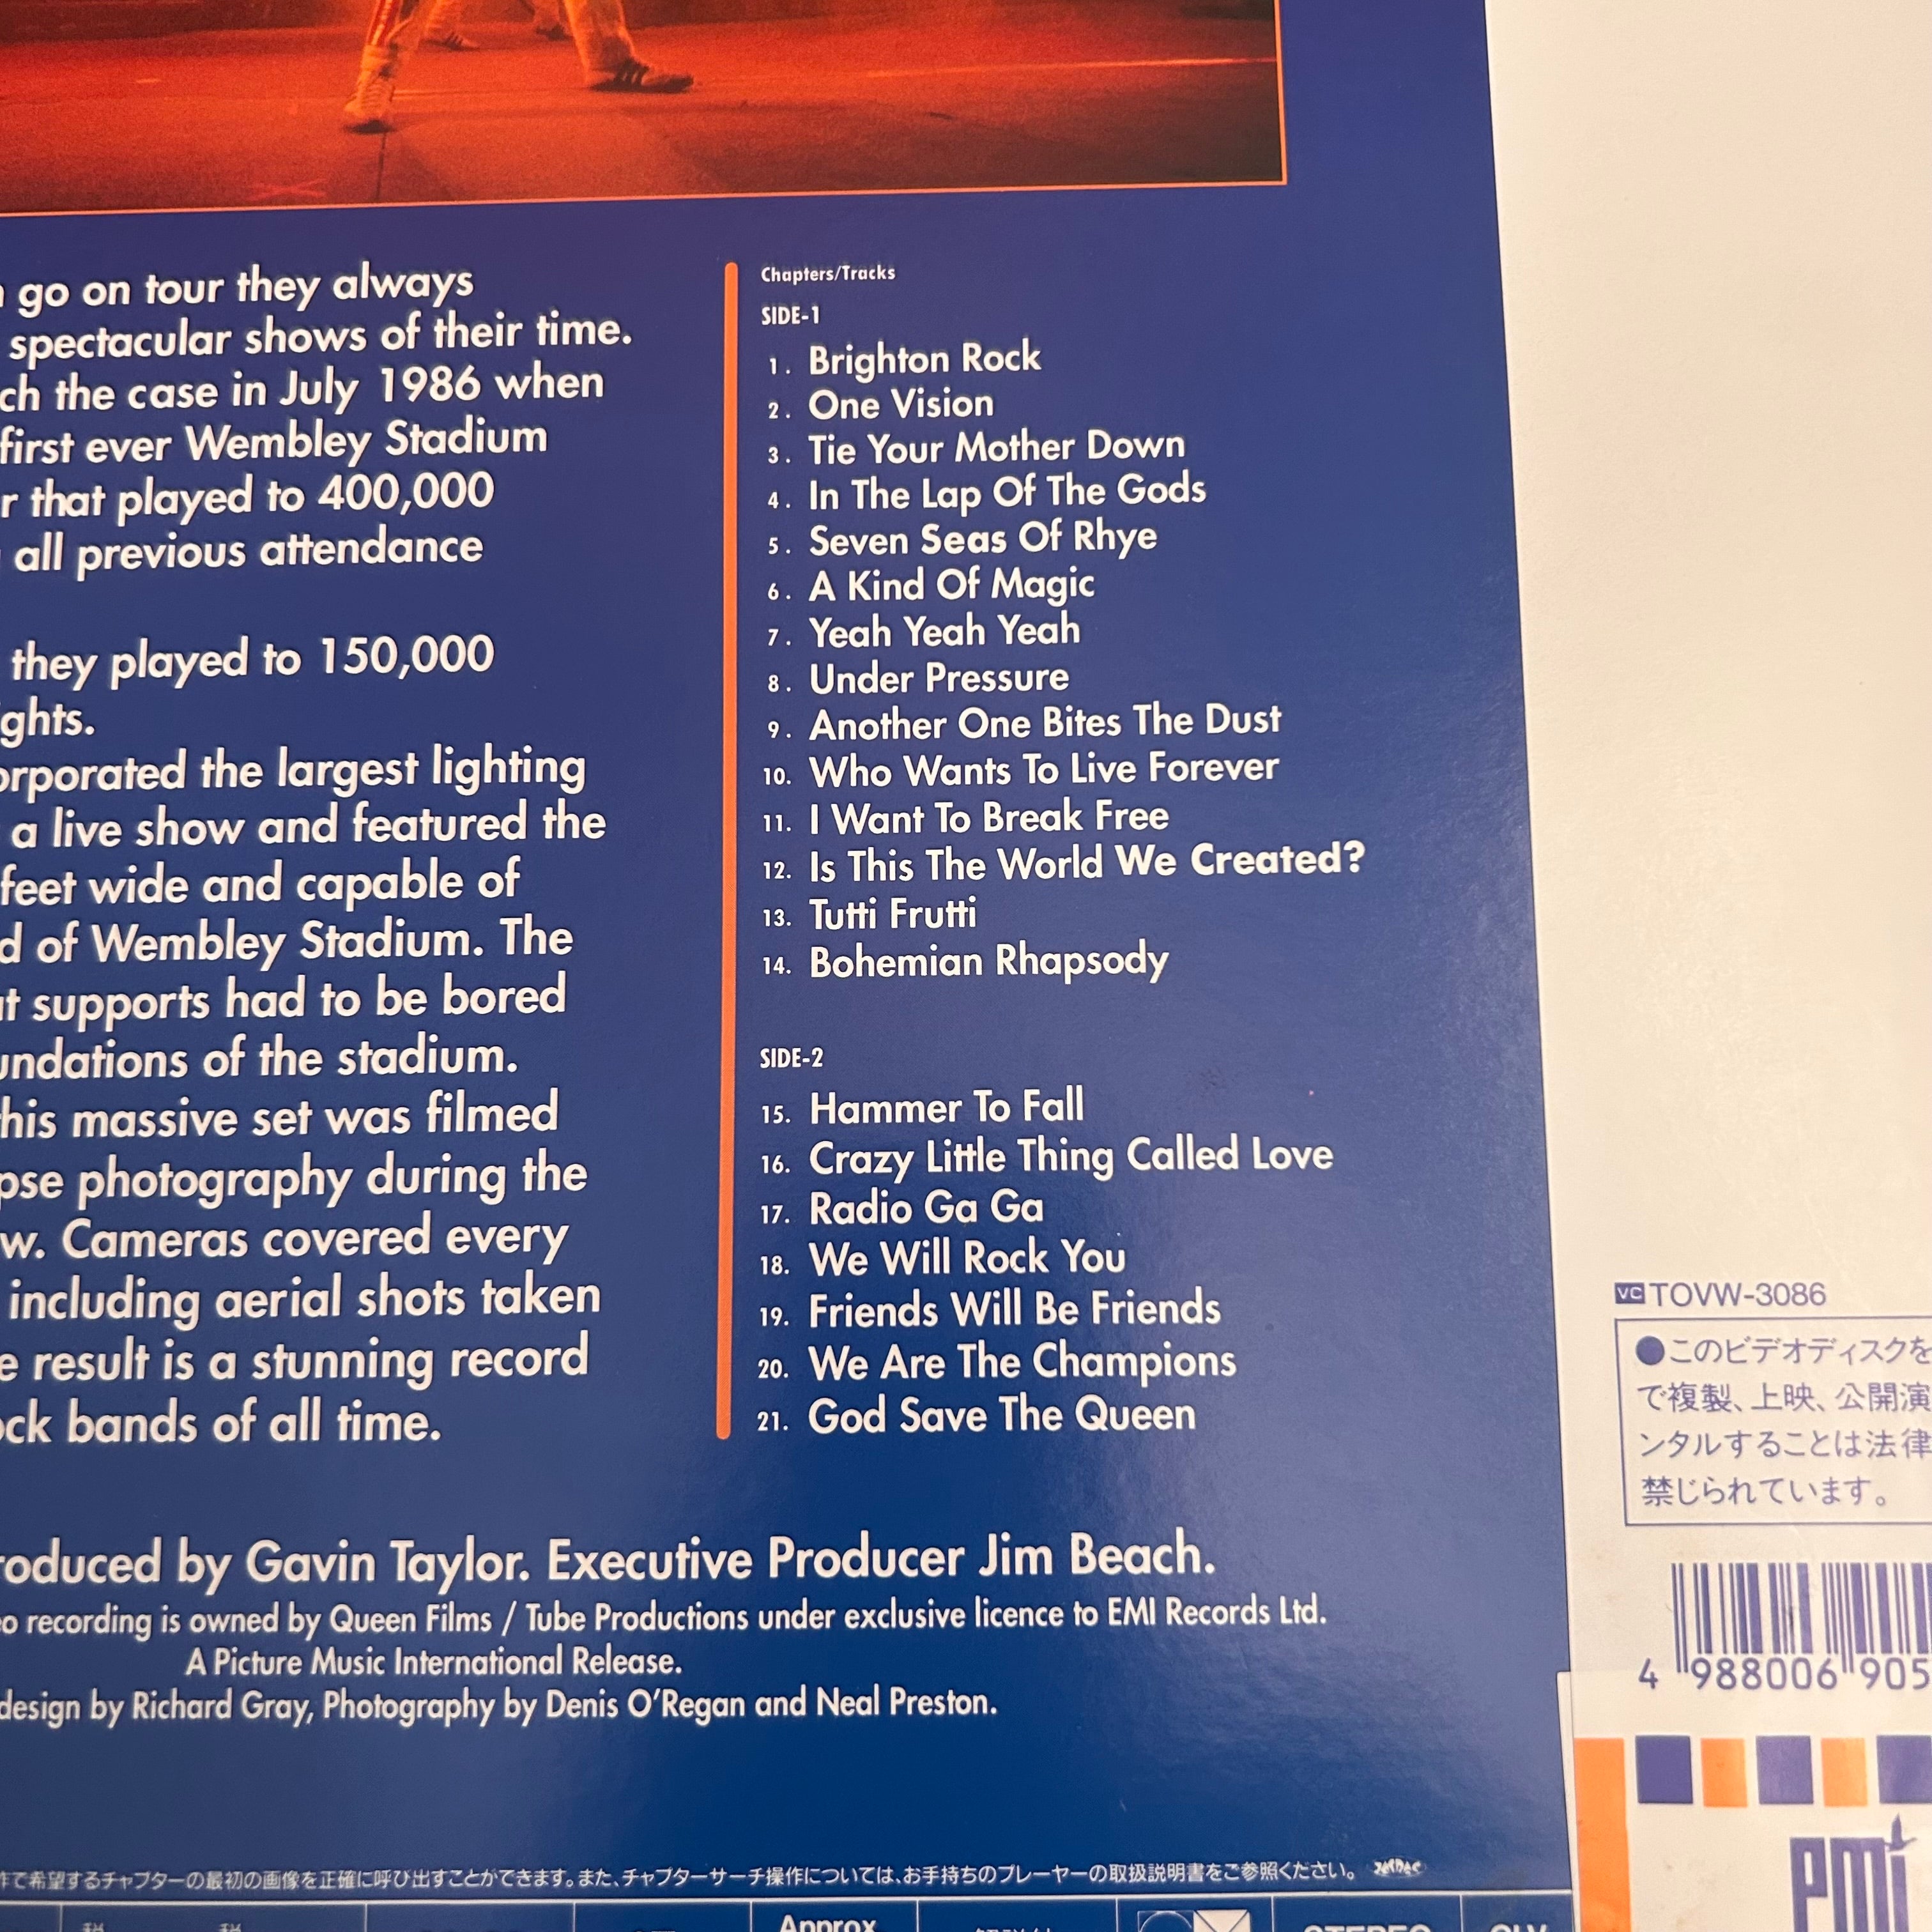 go on tour they always
spectacular shows of their time.
ch the case in July 1986 when
first ever Wembley Stadium
r that played to 400,000
all previous attendance
they played to 150,000
ghts.
orporated the largest lighting
a live show and featured the
feet wide and capable of
d of Wembley Stadium. The
at supports had to be bored
undations of the stadium.
this massive set was filmed
pse photography during the
w. Cameras covered every
including aerial shots taken
e result is a stunning record
ock bands of all time.
Chapters/Tracks
SIDE-1
1. Brighton Rock
2. One Vision
3. Tie Your Mother Down
4. In The Lap Of The Gods
5. Seven Seas Of Rhye
6. A Kind Of Magic
7. Yeah Yeah Yeah
8. Under Pressure
9. Another One Bites The Dust
10. Who Wants To Live Forever
11. I Want To Break Free
12. Is This The World We Created?
13. Tutti Frutti
14. Bohemian Rhapsody
SIDE-2
15. Hammer To Fall
16. Crazy Little Thing Called Love
17. Radio Ga Ga
18. We Will Rock You
19. Friends Will Be Friends
20. We Are The Champions
21. God Save The Queen
roduced by Gavin Taylor. Executive Producer Jim Beach.
eo recording is owned by Queen Films / Tube Productions under exclusive licence to EMI Records Ltd.
A Picture Music International Release.
design by Richard Gray, Photography by Denis O'Regan and Neal Preston.
作で希望するチャプターの最初の画像を正確に呼び出すことができます。また、チャプターサーチ操作については、お手持ちのプレーヤーの取扱説明書をご参照ください。
Approx.
STEREO
CLV
VC TOVW-3086
●このビデオディスクを
で複製、上映、公開演
ンタルすることは法律
禁じられています。
4 988006 905
EMI